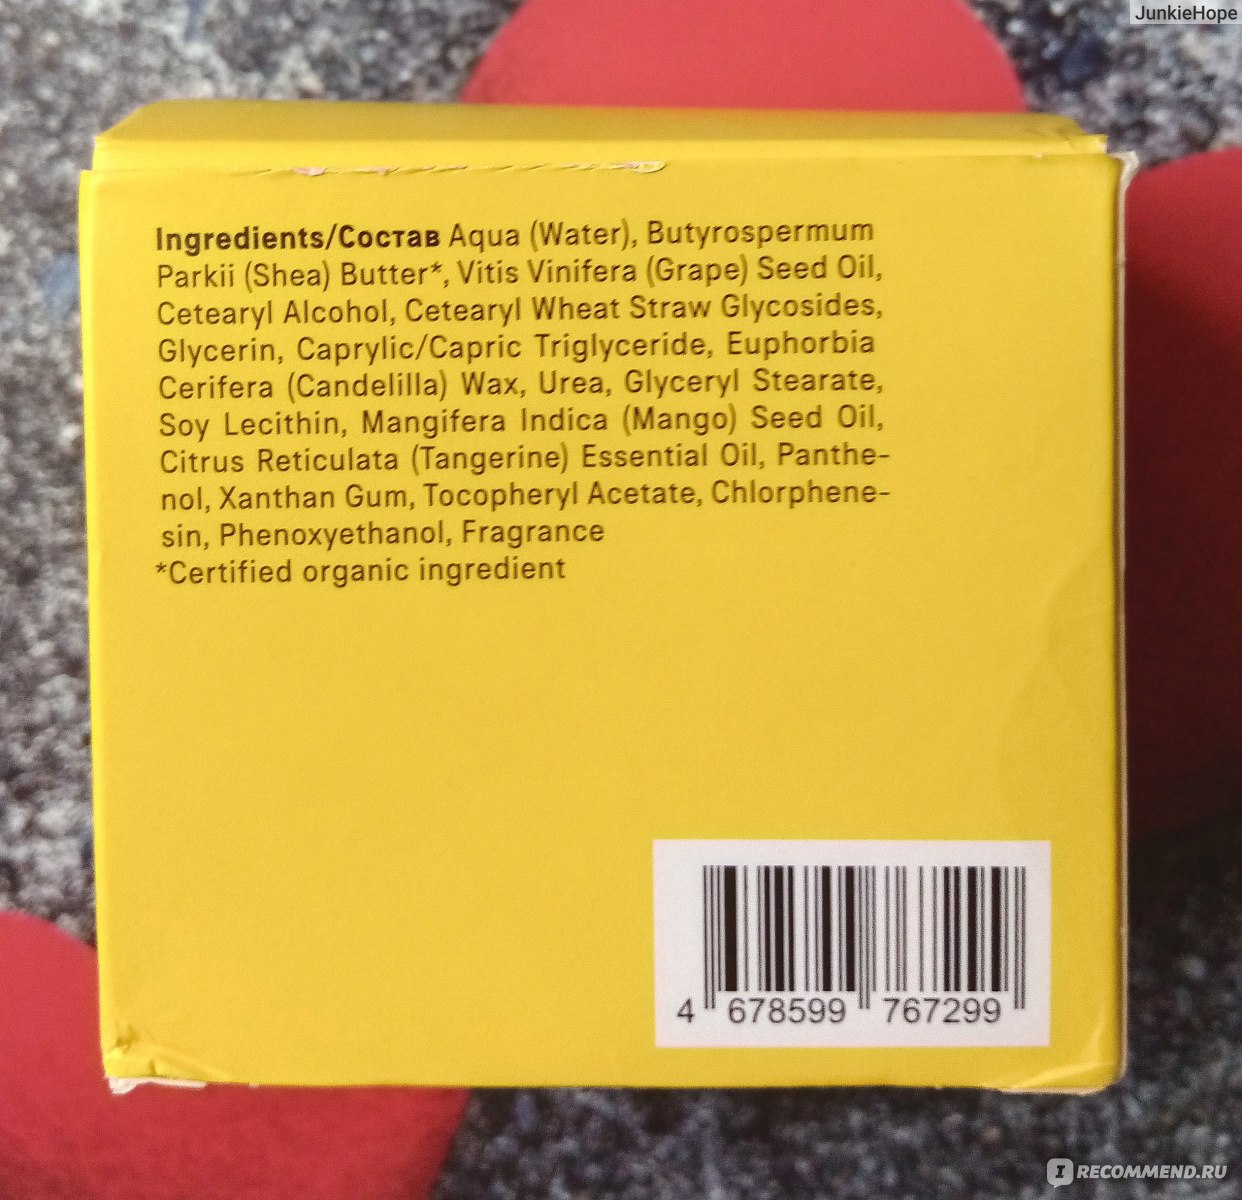 JunkieHope
Ingredients/Состав Aqua (Water), Butyrospermum
Parkii (Shea) Butter*, Vitis Vinifera (Grape) Seed Oil,
Cetearyl Alcohol, Cetearyl Wheat Straw Glycosides,
Glycerin, Caprylic/Capric Triglyceride, Euphorbia
Cerifera (Candelilla) Wax, Urea, Glyceryl Stearate,
Soy Lecithin, Mangifera Indica (Mango) Seed Oil,
Citrus Reticulata (Tangerine) Essential Oil, Panthe-
nol, Xanthan Gum, Tocopheryl Acetate, Chlorphene-
sin, Phenoxyethanol, Fragrance
*Certified organic ingredient
4 678599 767299
I RECOMMEND.RU